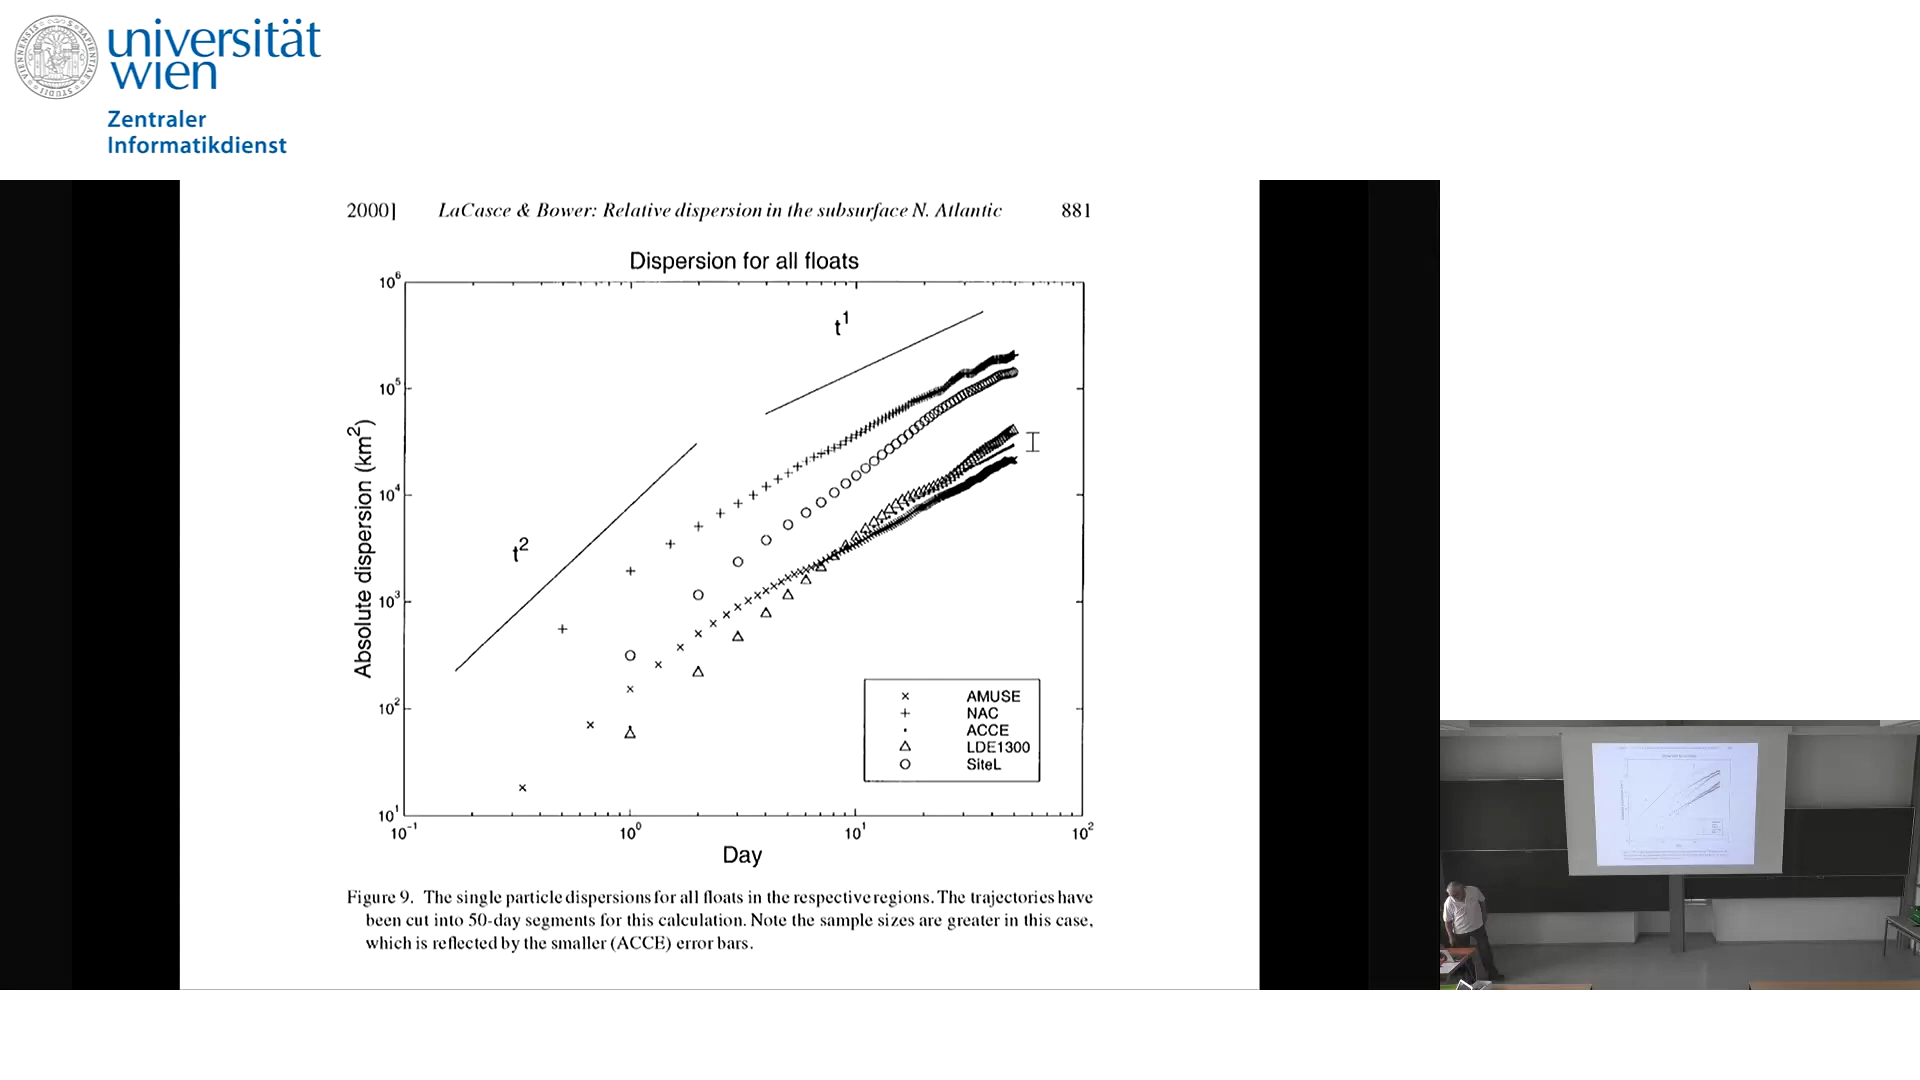 universität
wien
Zentraler
Informatikdienst
2000] LaCasce & Bower: Relative dispersion in the subsurface N. Atlantic 881
Dispersion for all floats
10^6
10^5
10^4
10^3
10^2
10^1
Absolute dispersion (km^2)
t^1
t^2
AMUSE
NAC
ACCE
LDE1300
SiteL
10^-1 10^0 10^1 10^2
Day
Figure 9. The single particle dispersions for all floats in the respective regions. The trajectories have
been cut into 50-day segments for this calculation. Note the sample sizes are greater in this case,
which is reflected by the smaller (ACCE) error bars.